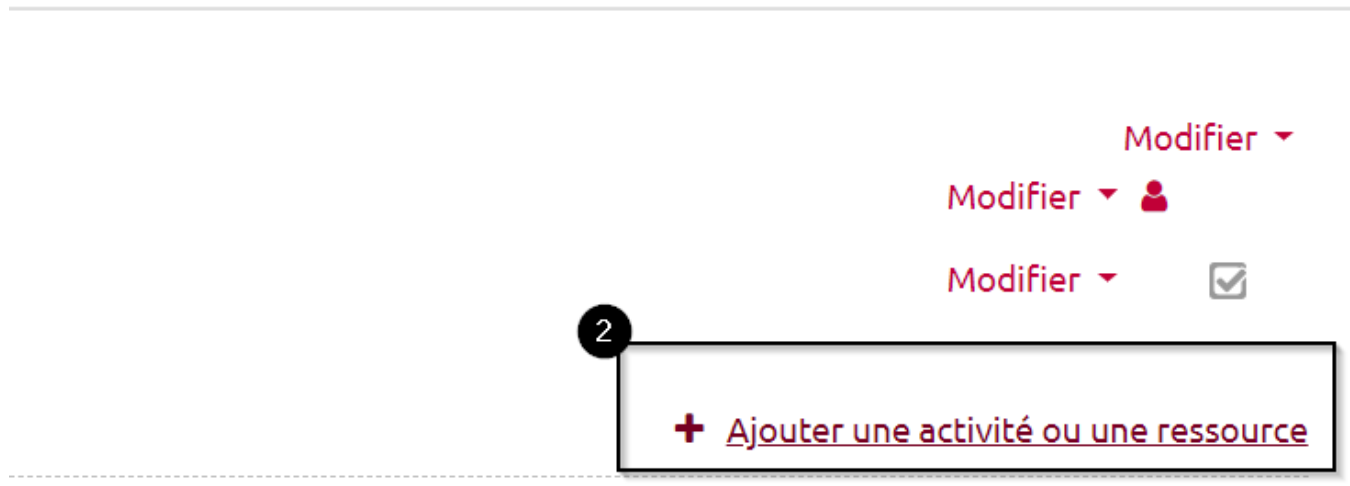 Modifier
Modifier
Modifier
2
+ Ajouter une activité ou une ressource